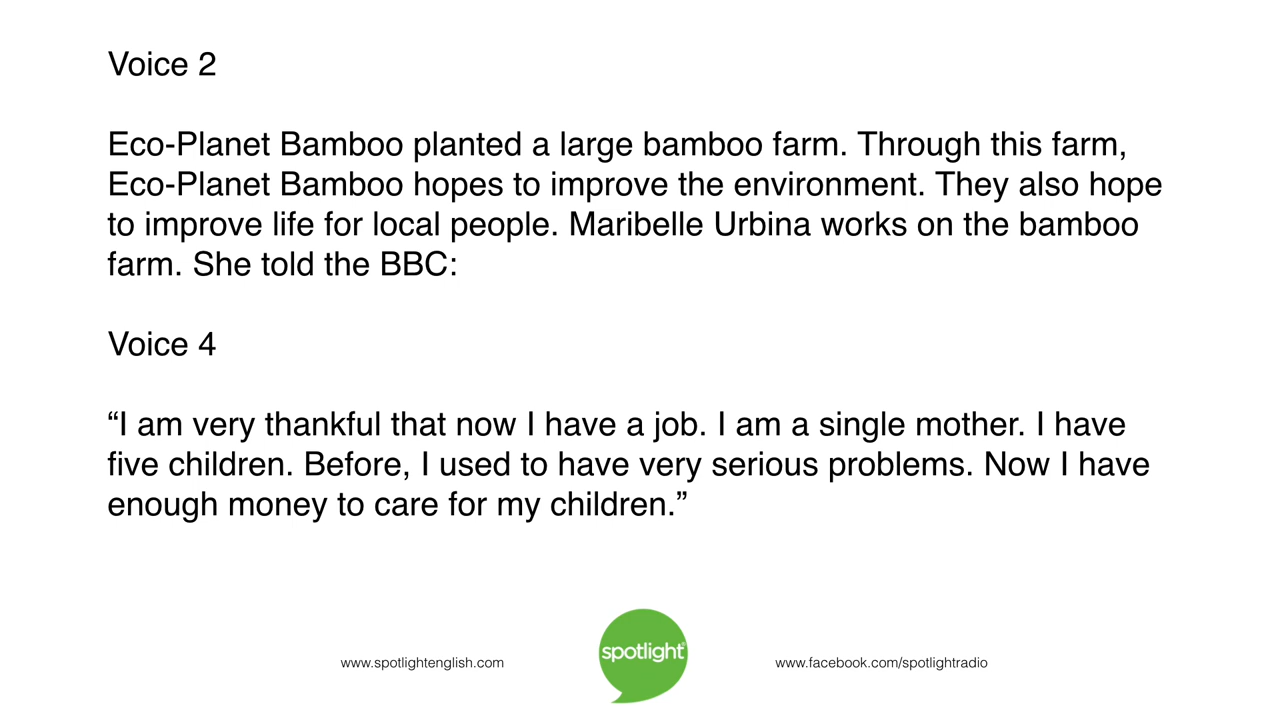 Voice 2
Eco-Planet Bamboo planted a large bamboo farm. Through this farm,
Eco-Planet Bamboo hopes to improve the environment. They also hope
to improve life for local people. Maribelle Urbina works on the bamboo
farm. She told the BBC:
Voice 4
“I am very thankful that now I have a job. I am a single mother. I have
five children. Before, I used to have very serious problems. Now I have
enough money to care for my children.”
www.spotlightenglish.com
spotlight®
www.facebook.com/spotlightradio